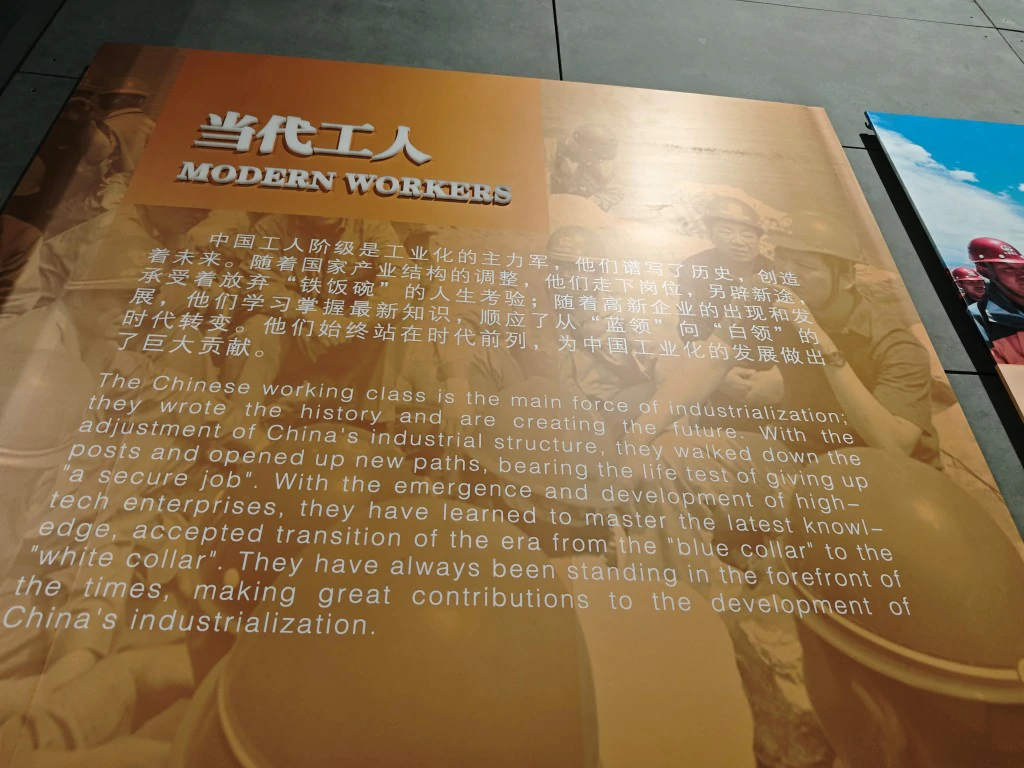 当代工人
MODERN WORKERS
中国工人阶级是工业化的主力军，他们谱写了历史，创造
着未来。随着国家产业结构的调整，他们走下岗位，另辟新途，
承受着放弃“铁饭碗”的人生考验；随着高新企业的出现和发
展，他们学习掌握最新知识，顺应了从“蓝领”向“白领”的
时代转变。他们始终站在时代前列，为中国工业化的发展做出
了巨大贡献。
The Chinese working class is the main force of industrialization;
they wrote the history and are creating the future. With the
adjustment of China's industrial structure, they walked down the
posts and opened up new paths, bearing the life test of giving up
"a secure job". With the emergence and development of high-
tech enterprises, they have learned to master the latest knowl-
edge, accepted transition of the era from the "blue collar" to the
"white collar". They have always been standing in the forefront of
the times, making great contributions to the development of
China's industrialization.